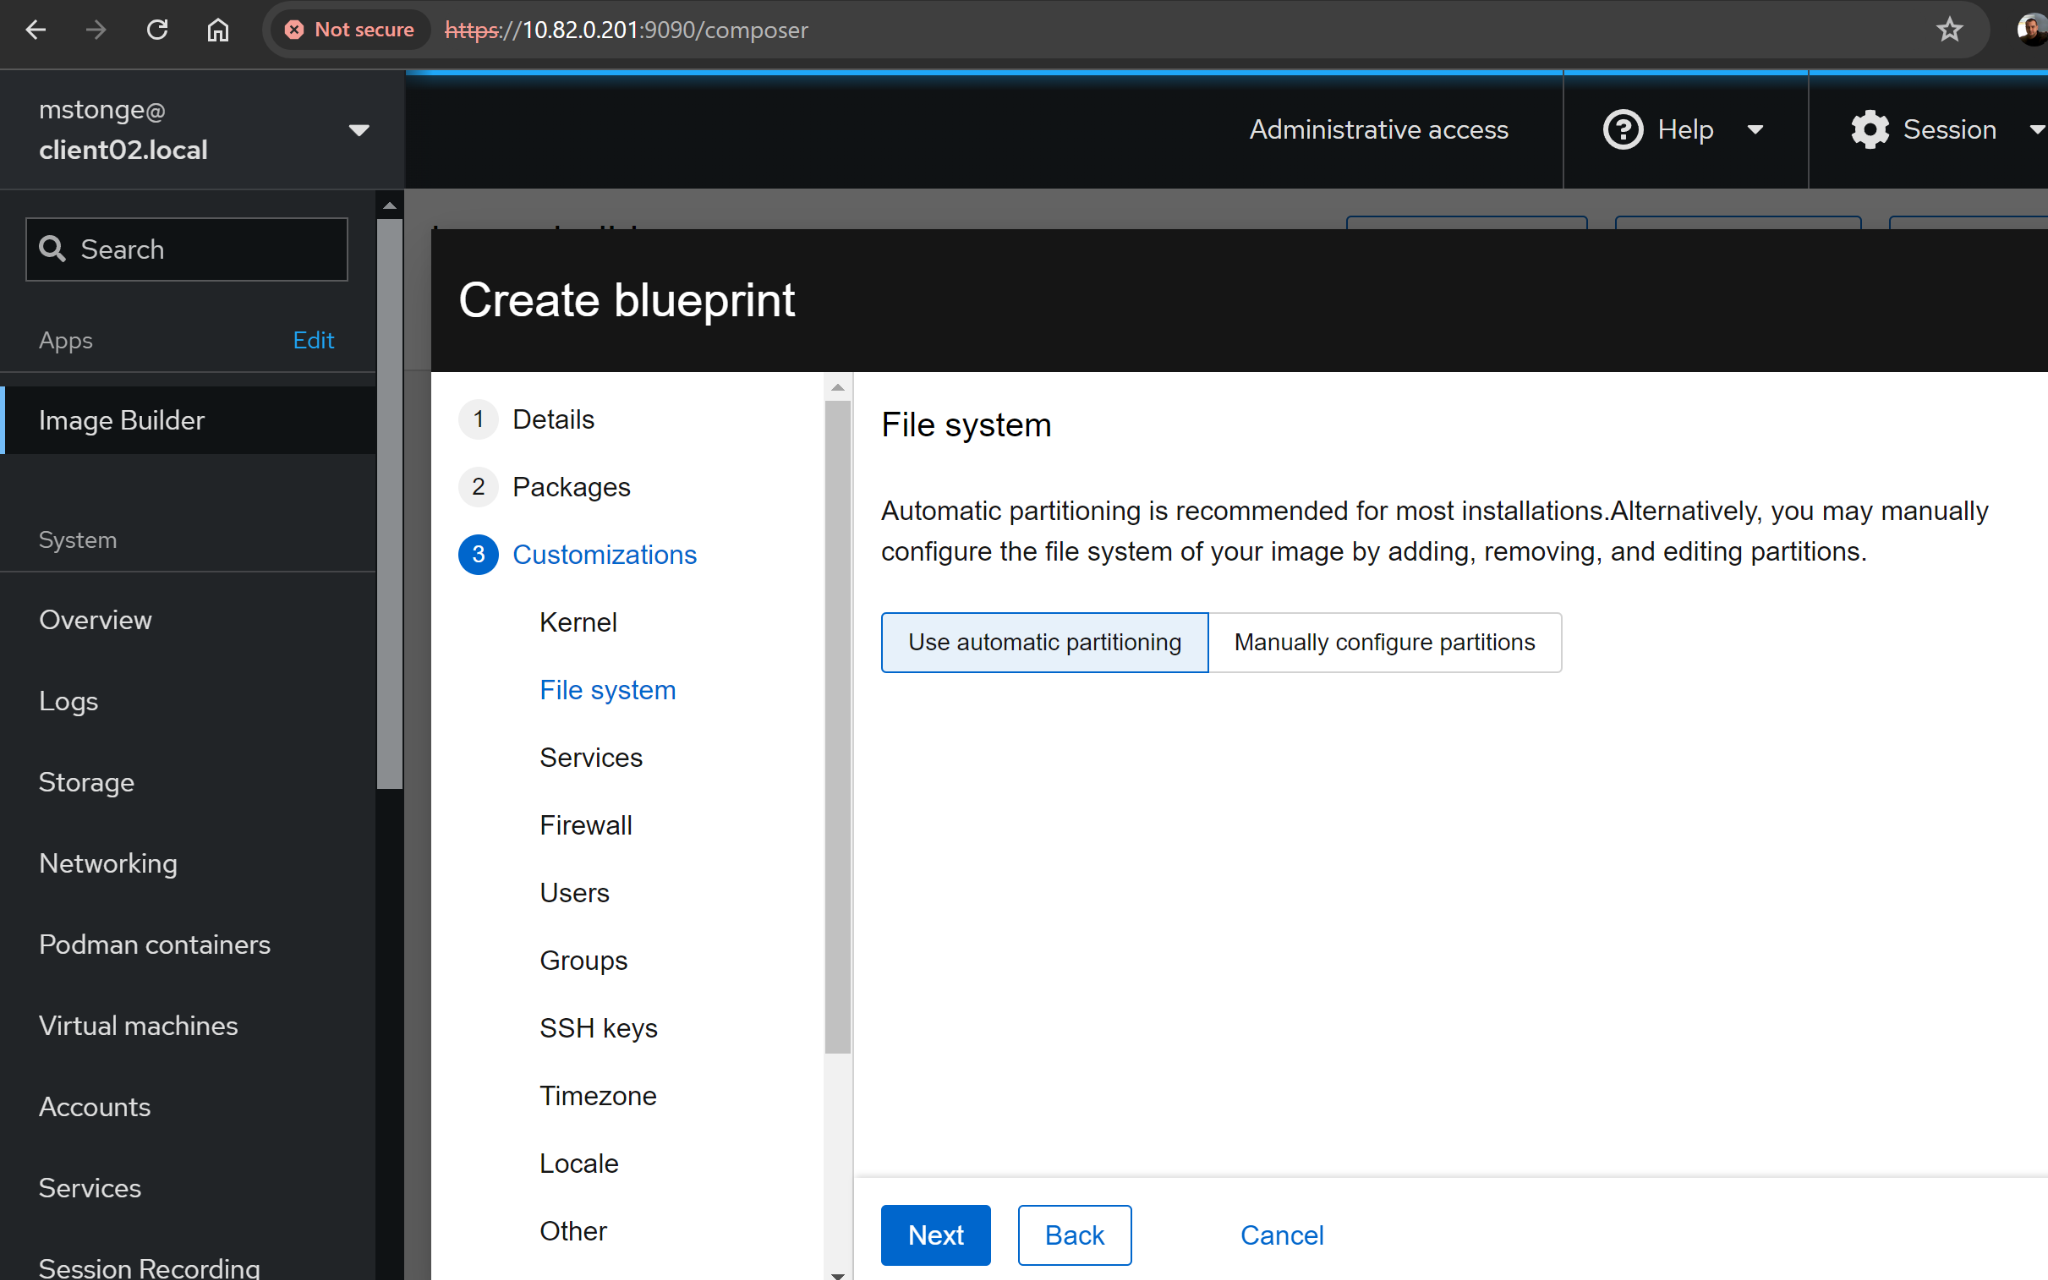 Not secure
https://10.82.0.201:9090/composer
mstonge@
client02.local
Administrative access
Help
Session
Search
Apps
Edit
Image Builder
System
Overview
Logs
Storage
Networking
Podman containers
Virtual machines
Accounts
Services
Session Recording
Create blueprint
1 Details
2 Packages
3 Customizations
Kernel
File system
Services
Firewall
Users
Groups
SSH keys
Timezone
Locale
Other
File system
Automatic partitioning is recommended for most installations.Alternatively, you may manually
configure the file system of your image by adding, removing, and editing partitions.
Use automatic partitioning
Manually configure partitions
Next
Back
Cancel